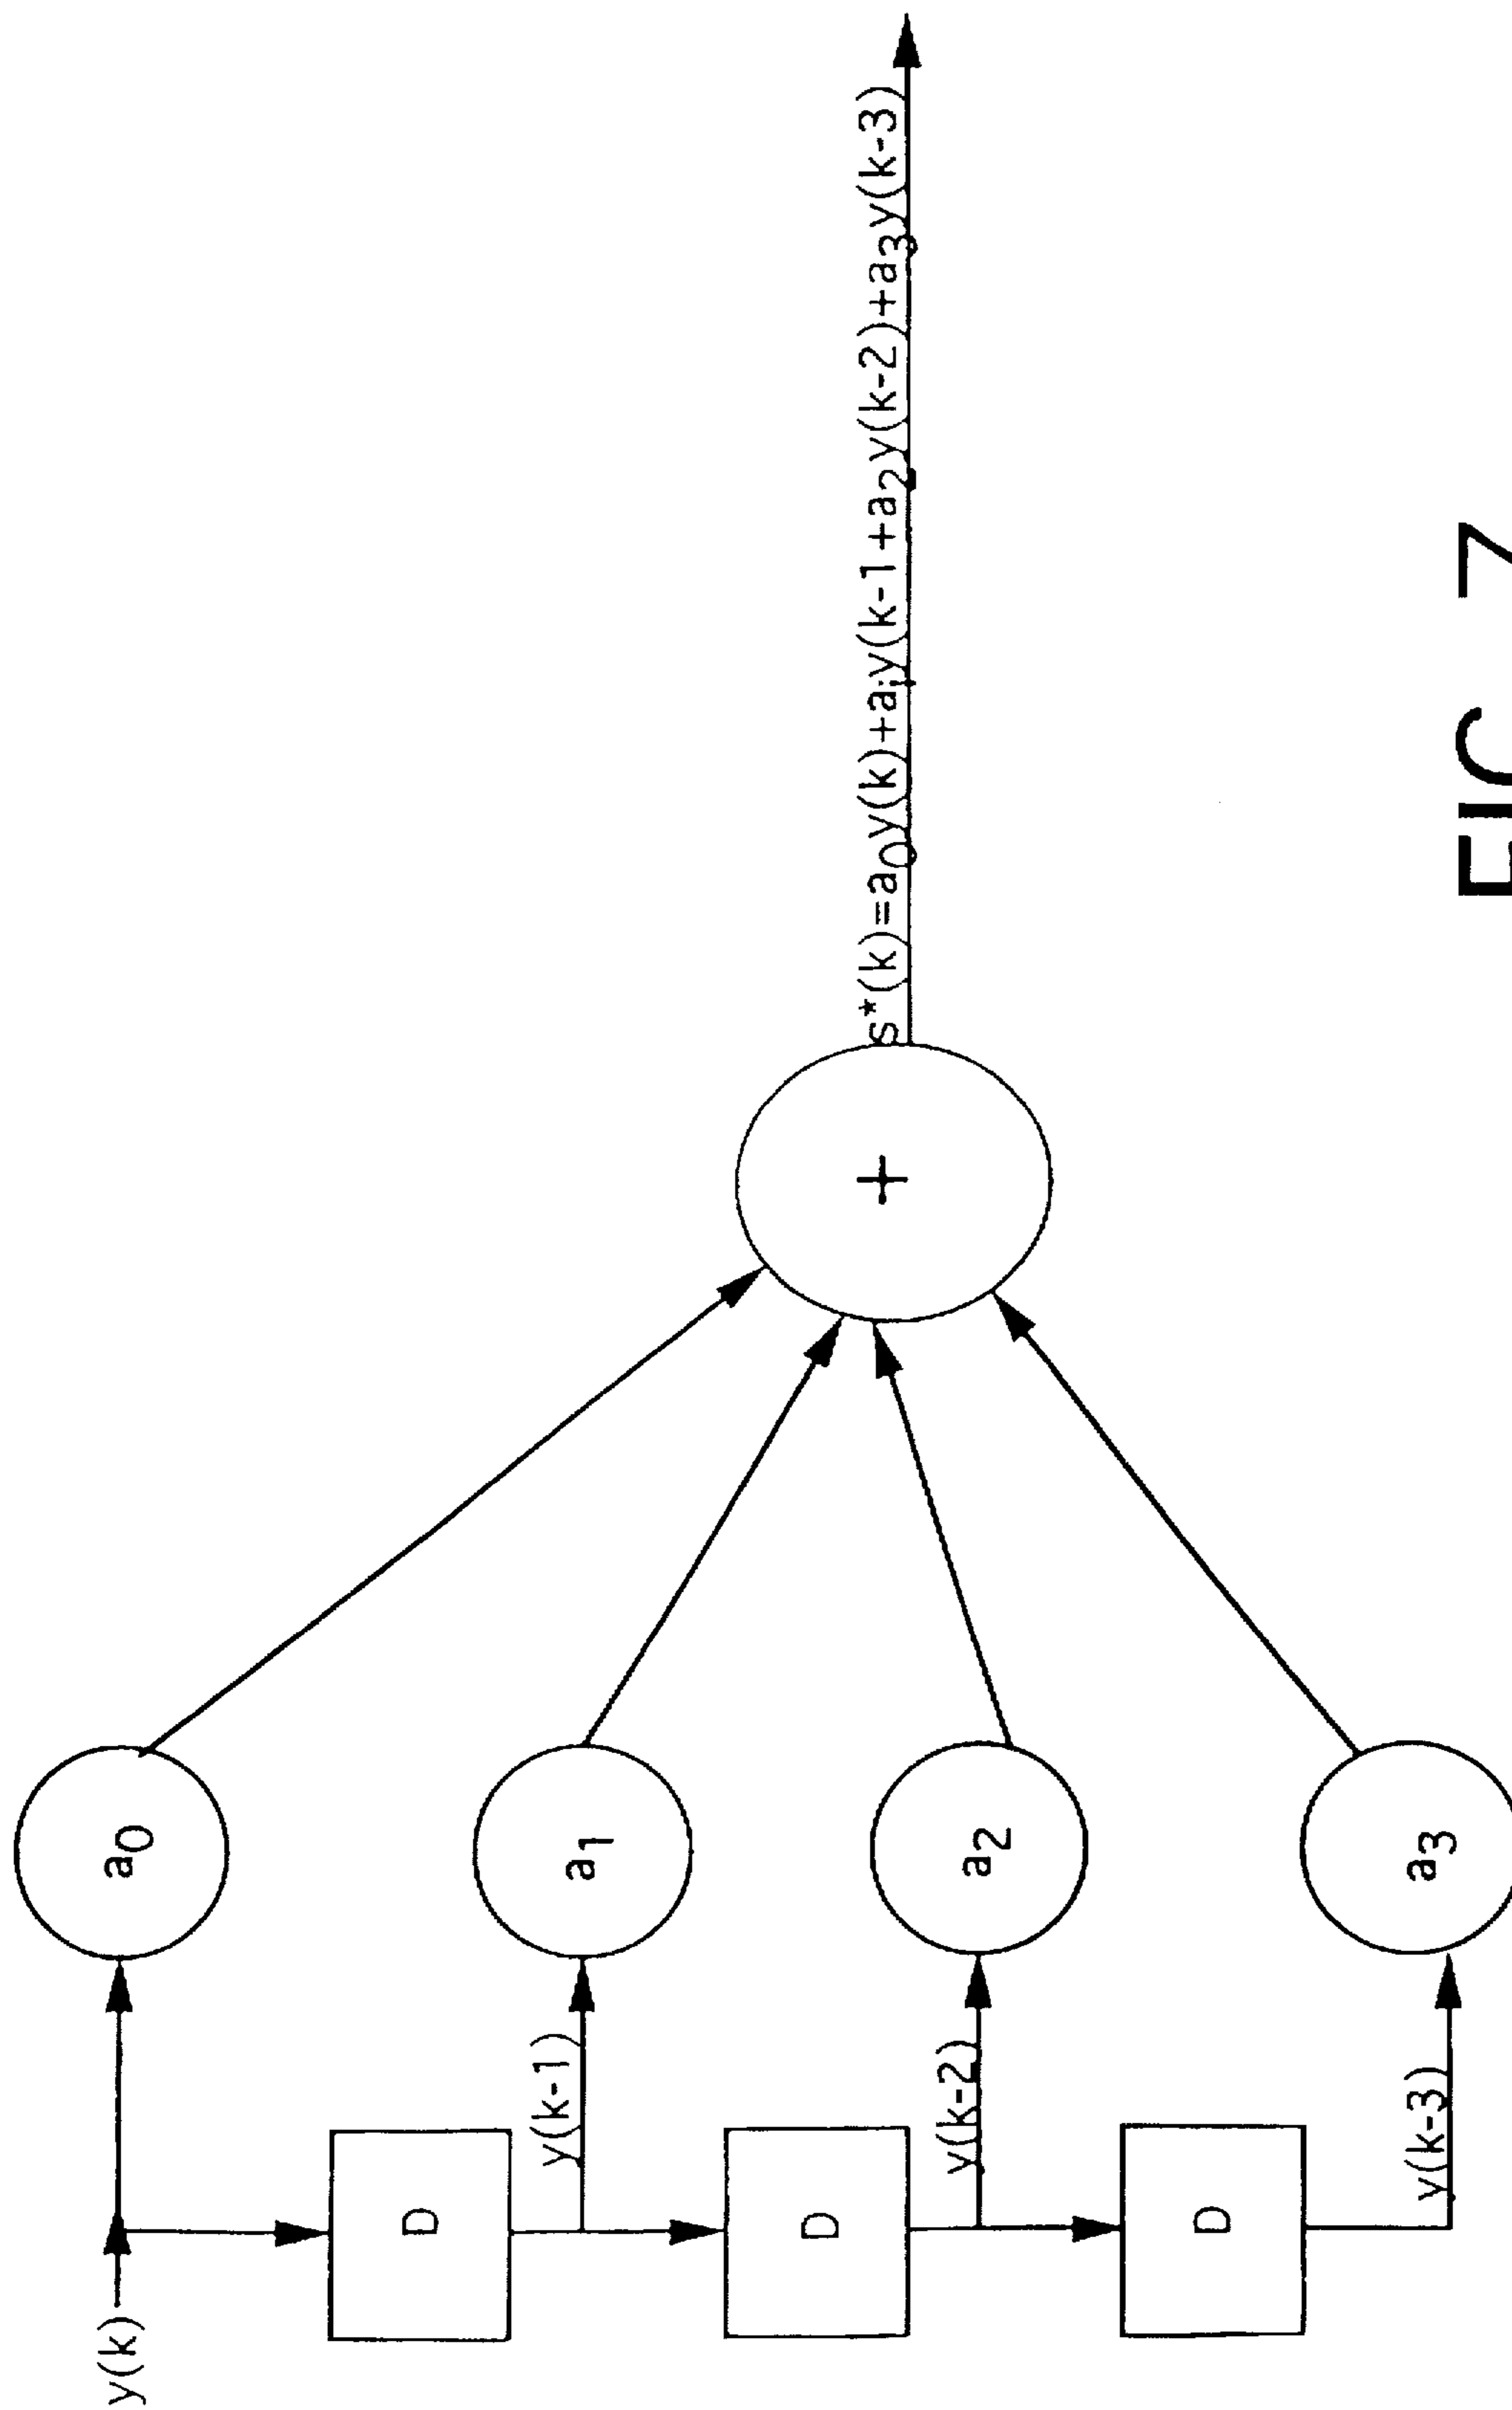 y(k)
a0
D
y(k-1)
a1
D
y(k-2)
a2
D
y(k-3)
a3
+
s*(k)=a0y(k)+a1y(k-1+a2y(k-2)+a3y(k-3)
FIG. 7